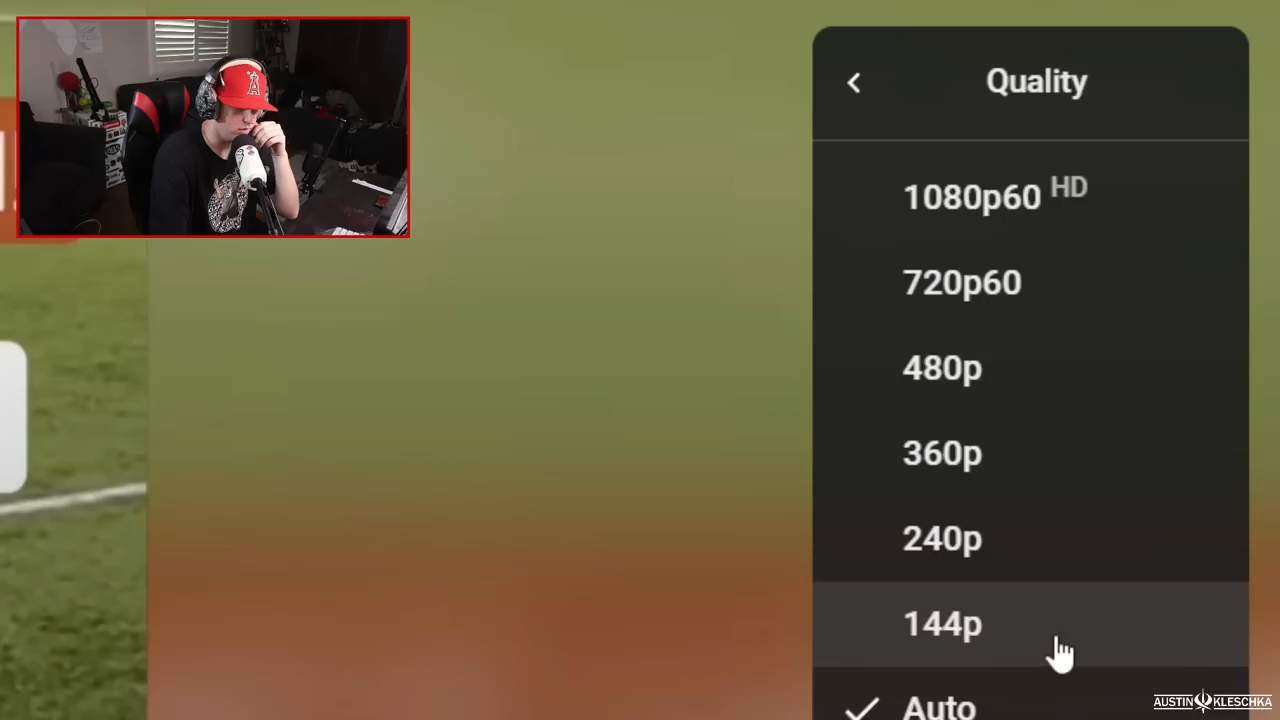 Quality
1080p60 HD
720p60
480p
360p
240p
144p
Auto
AUSTIN KLESCHKA
A